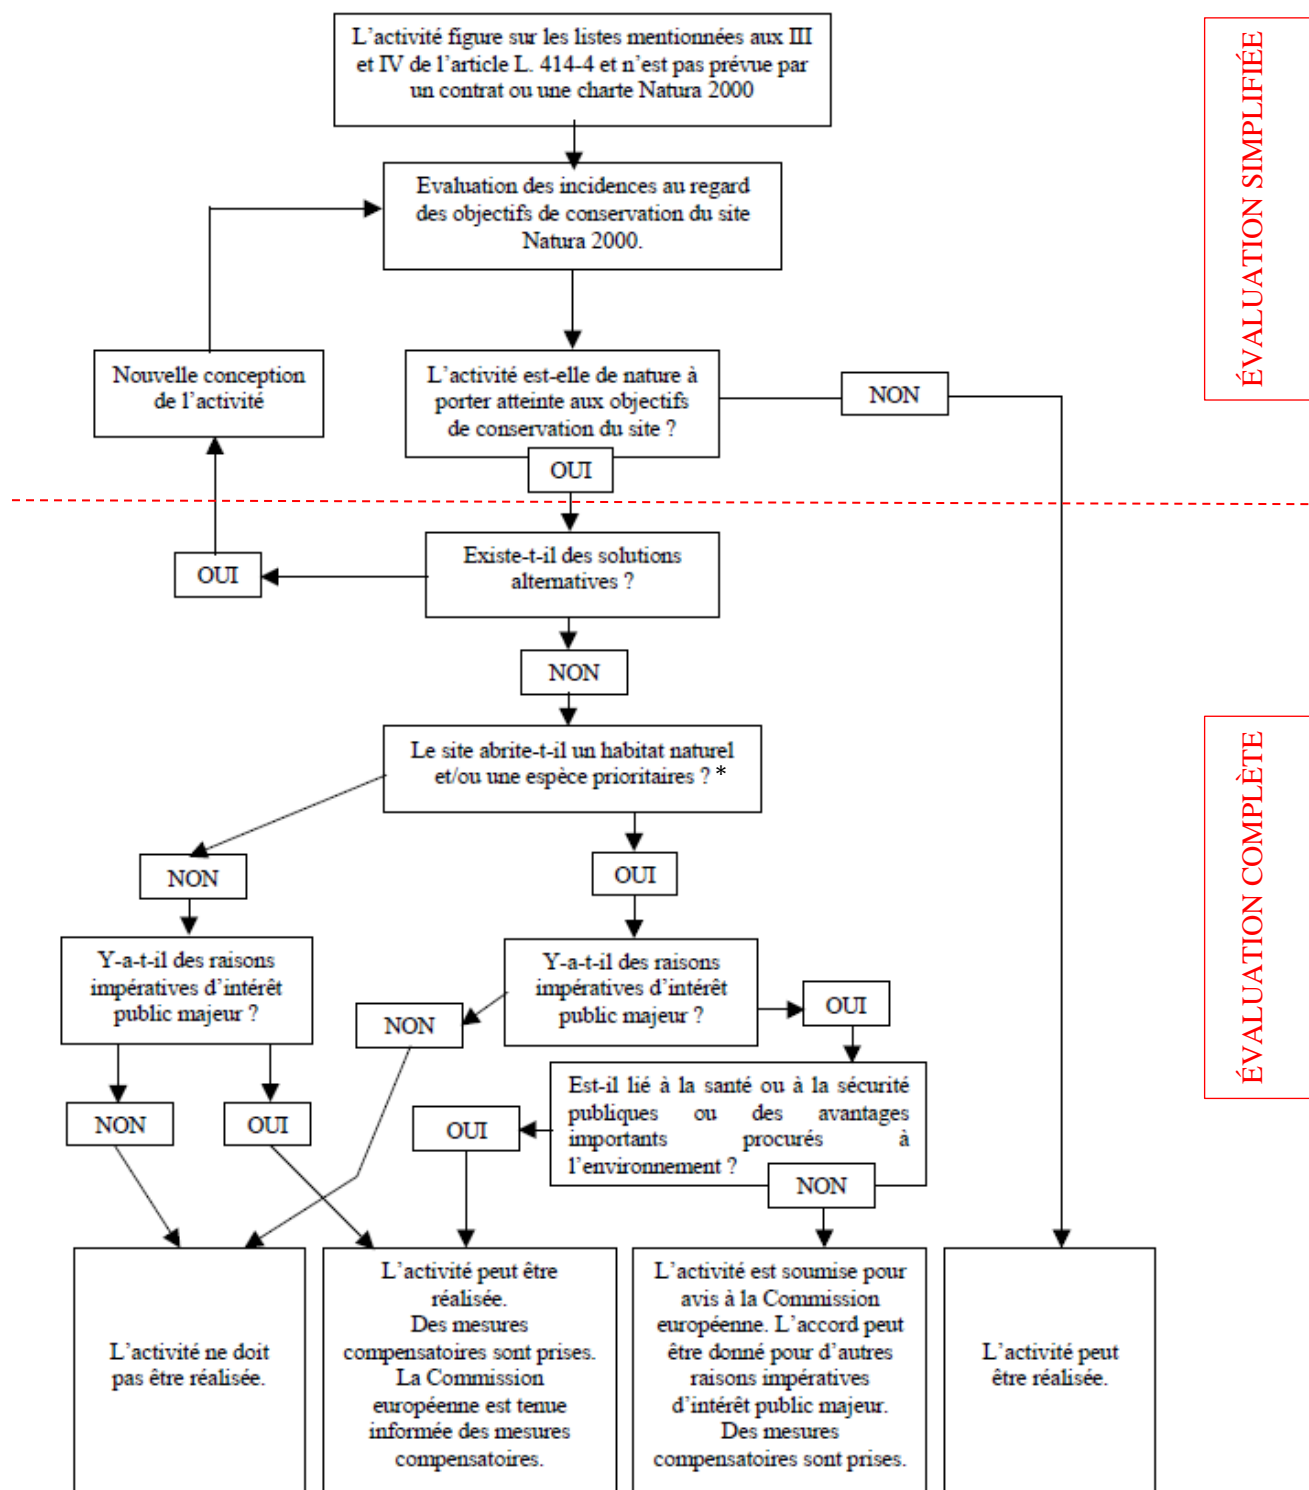 L'activité figure sur les listes mentionnées aux III
et IV de l'article L. 414-4 et n'est pas prévue par
un contrat ou une charte Natura 2000
ÉVALUATION SIMPLIFIÉE
Evaluation des incidences au regard
des objectifs de conservation du site
Natura 2000.
Nouvelle conception
de l'activité
L'activité est-elle de nature à
porter atteinte aux objectifs
de conservation du site ?
NON
OUI
Existe-t-il des solutions
alternatives ?
OUI
NON
Le site abrite-t-il un habitat naturel
et/ou une espèce prioritaires ? *
ÉVALUATION COMPLÈTE
NON
OUI
Y-a-t-il des raisons
impératives d'intérêt
public majeur ?
Y-a-t-il des raisons
impératives d'intérêt
public majeur ?
NON
OUI
Est-il lié à la santé ou à la sécurité
publiques ou des avantages
importants procurés à
l'environnement ?
NON
OUI
OUI
NON
L'activité ne doit
pas être réalisée.
L'activité peut être
réalisée.
Des mesures
compensatoires sont prises.
La Commission
européenne est tenue
informée des mesures
compensatoires.
L'activité est soumise pour
avis à la Commission
européenne. L'accord peut
être donné pour d'autres
raisons impératives
d'intérêt public majeur.
Des mesures
compensatoires sont prises.
L'activité peut
être réalisée.